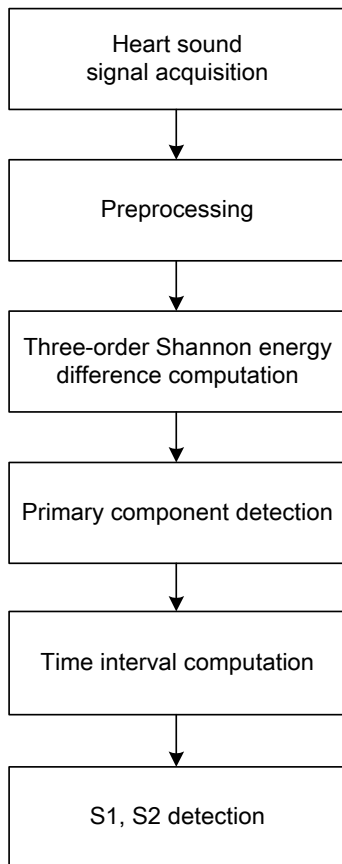 Heart sound
signal acquisition
Preprocessing
Three-order Shannon energy
difference computation
Primary component detection
Time interval computation
S1, S2 detection